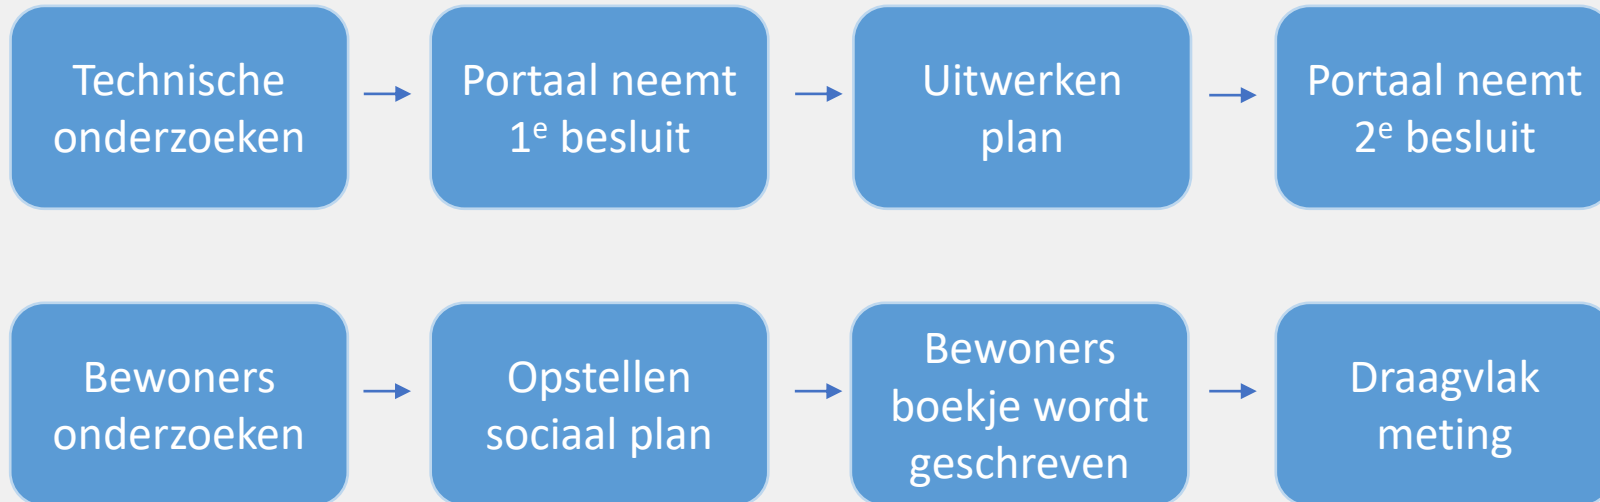 Technische
onderzoeken
Portaal neemt
1e besluit
Uitwerken
plan
Portaal neemt
2e besluit
Bewoners
onderzoeken
Opstellen
sociaal plan
Bewoners
boekje wordt
geschreven
Draagvlak
meting